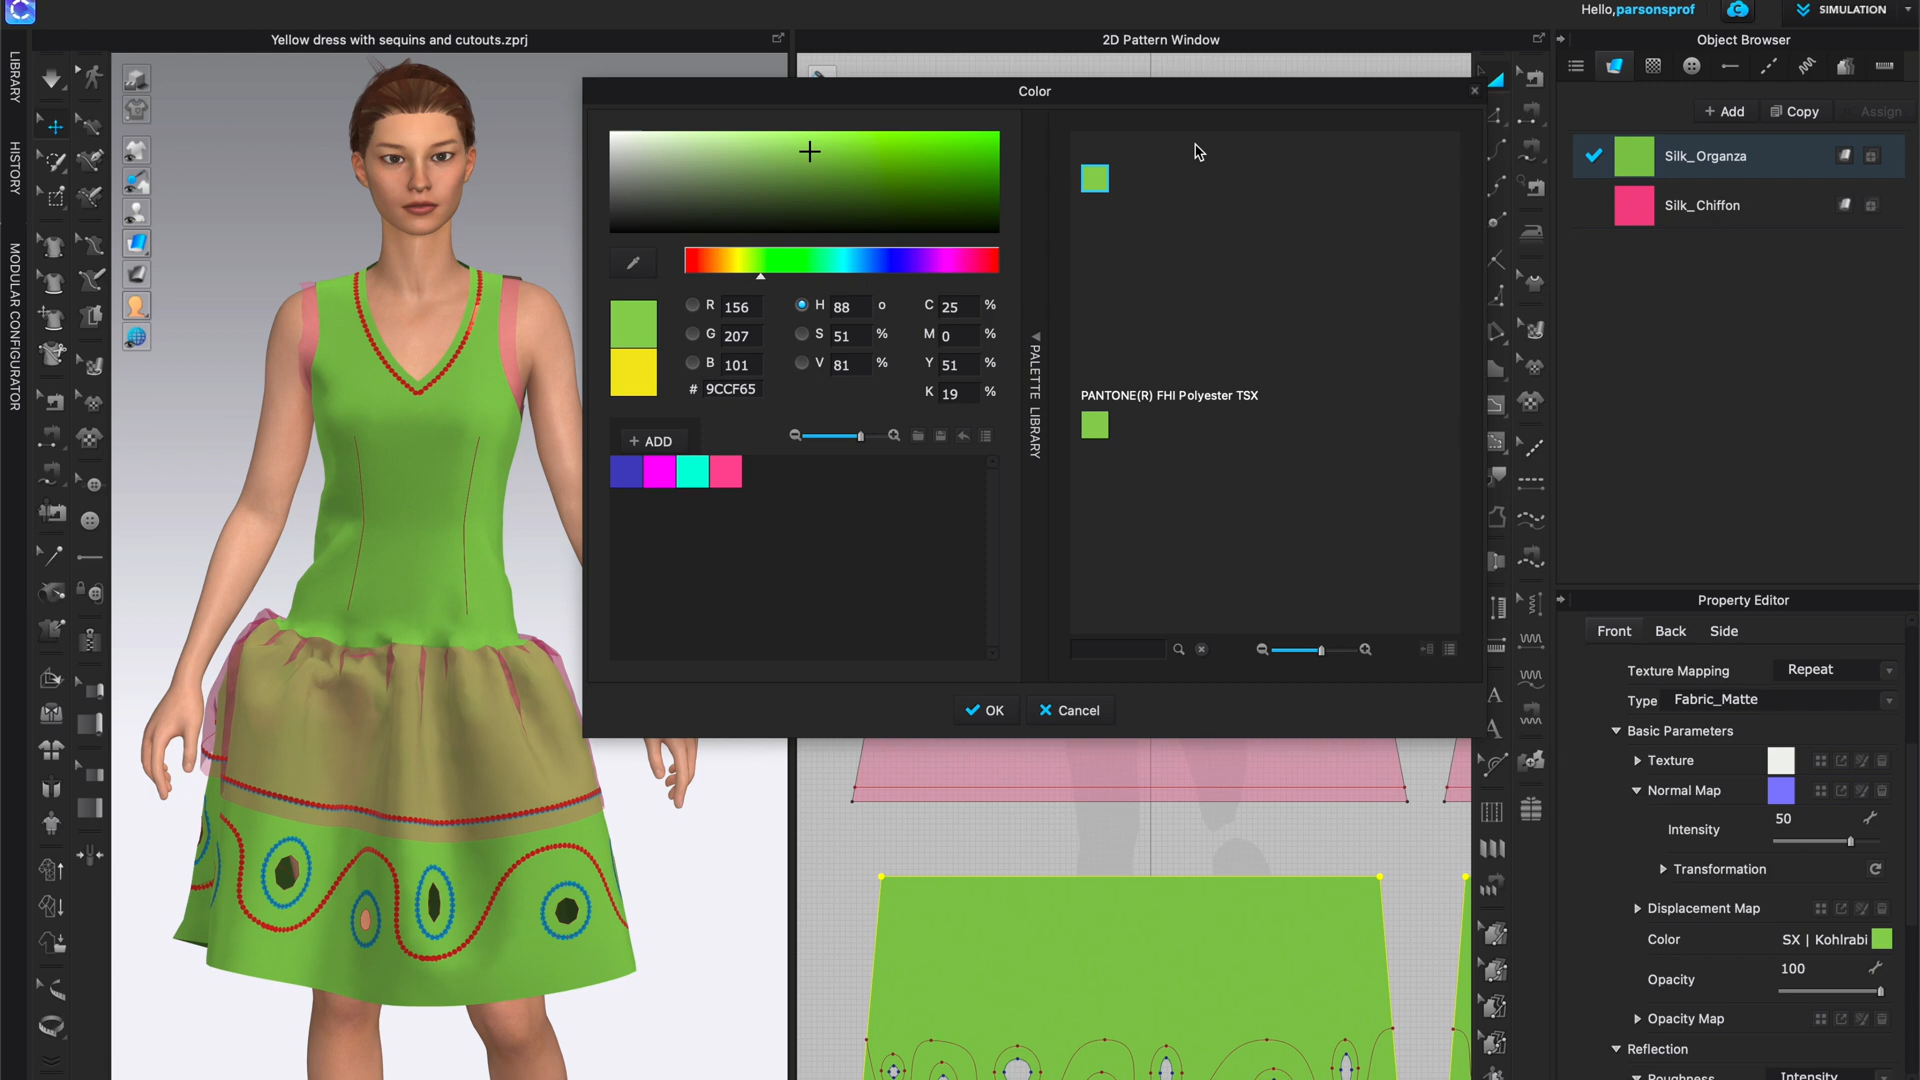 Hello,parsonsprof
SIMULATION
LIBRARY
HISTORY
MODULAR CONFIGURATOR
Yellow dress with sequins and cutouts.zprj
2D Pattern Window
Object Browser
+ Add
Copy
Assign
Silk_Organza
Silk_Chiffon
Color
R 156
G 207
B 101
# 9CCF65
H 88 o
S 51 %
V 81
C 25 %
M 0 %
Y 51 %
K 19 %
+ ADD
PALETTE LIBRARY
PANTONE(R) FHI Polyester TSX
OK
Cancel
Property Editor
Front
Back
Side
Texture Mapping
Repeat
Type
Fabric_Matte
Basic Parameters
Texture
Normal Map
Intensity
50
Transformation
Displacement Map
Color
SX | Kohlrabi
Opacity
100
Opacity Map
Reflection
Roughness
Intensity